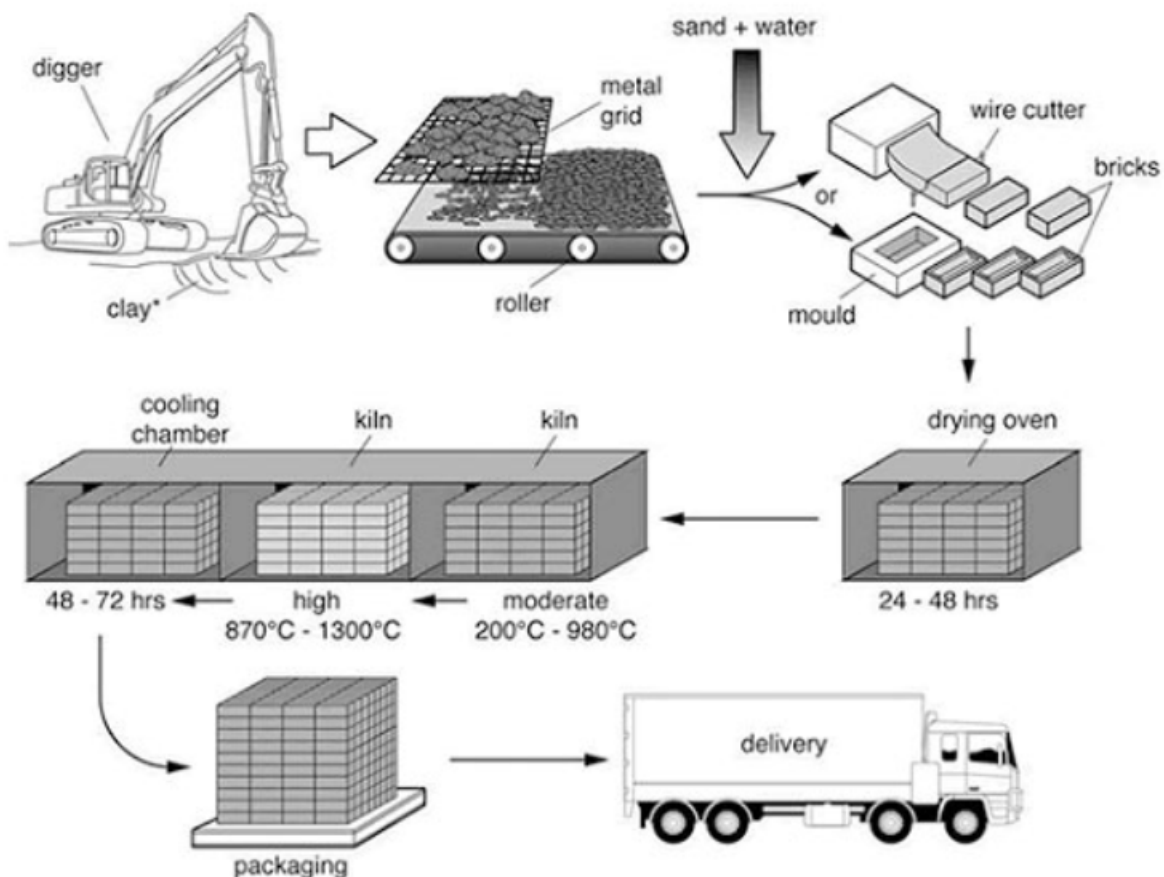 digger
clay*
metal
grid
roller
sand + water
or
wire cutter
bricks
mould
drying oven
24 - 48 hrs
cooling
chamber
kiln
kiln
48 - 72 hrs
high
870°C - 1300°C
moderate
200°C - 980°C
packaging
delivery